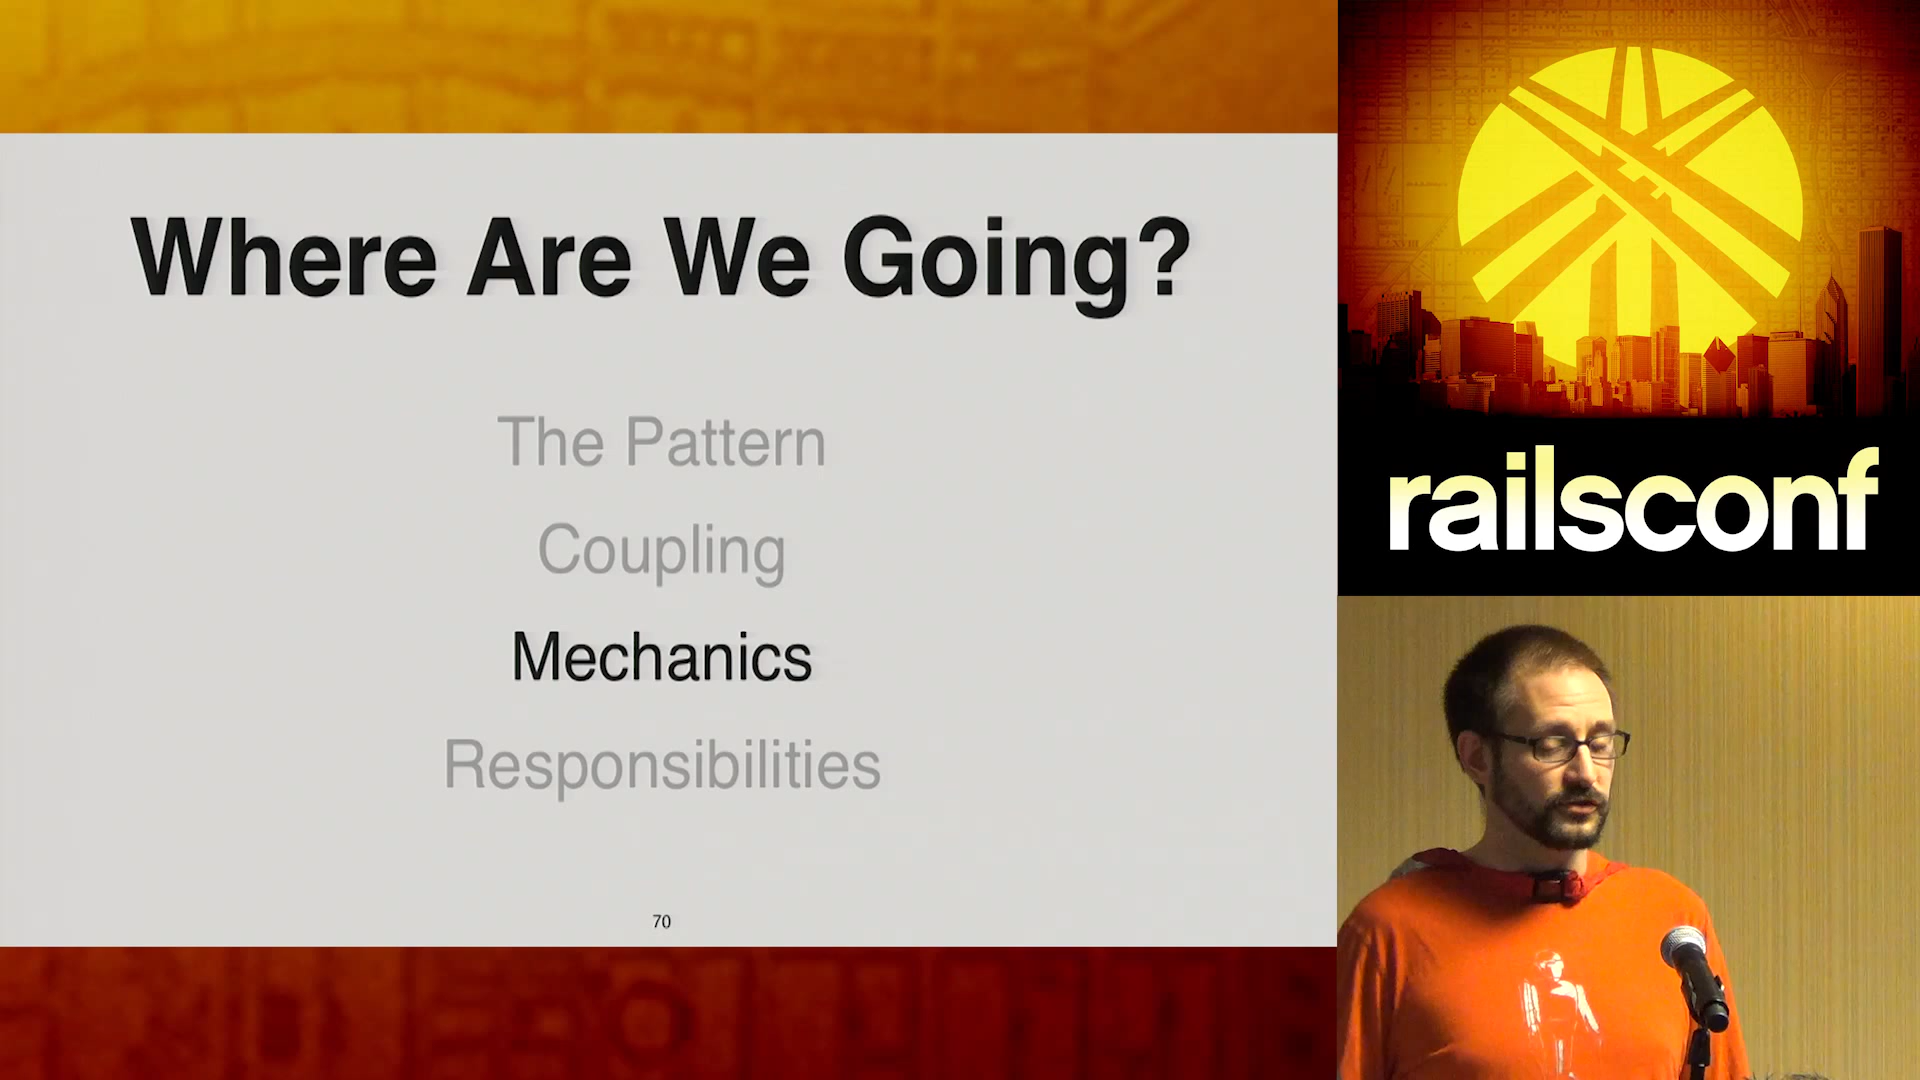 Where Are We Going?
The Pattern
Coupling
Mechanics
Responsibilities
70
railsconf